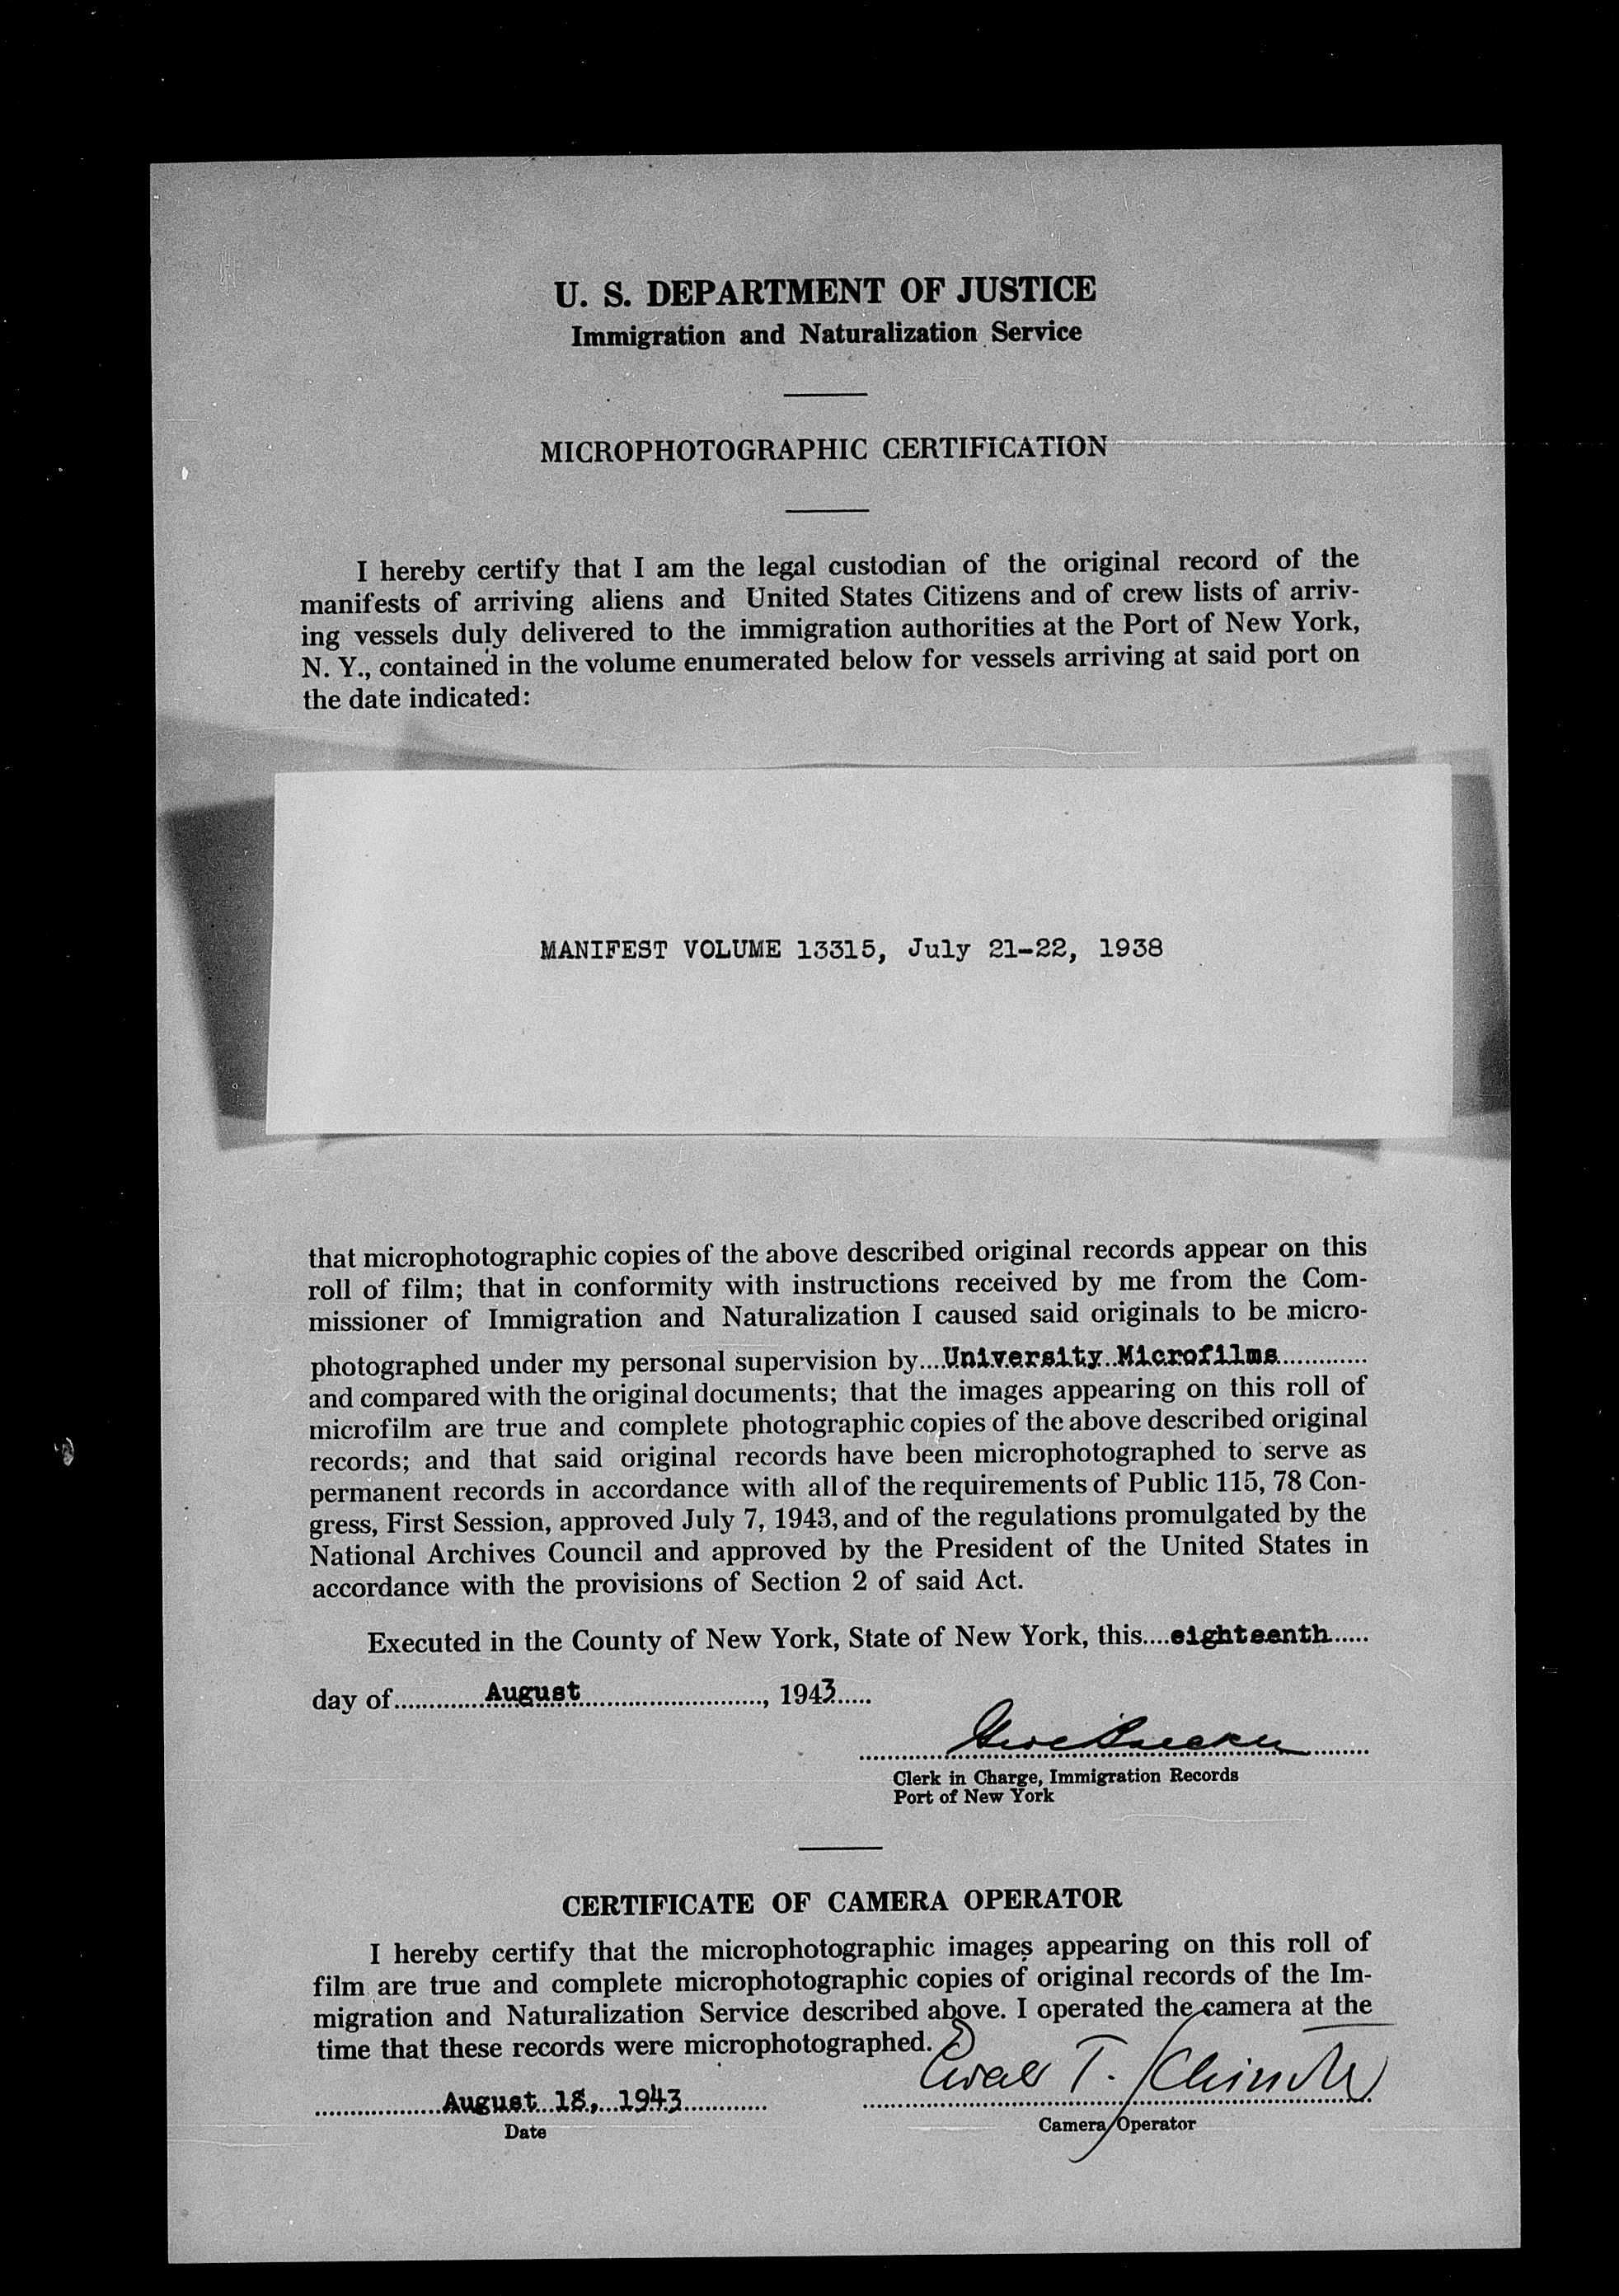 U. S. DEPARTMENT OF JUSTICE
Immigration and Naturalization Service
MICROPHOTOGRAPHIC CERTIFICATION
I hereby certify that I am the legal custodian of the original record of the
manifests of arriving aliens and United States Citizens and of crew lists of arriv-
ing vessels duly delivered to the immigration authorities at the Port of New York,
N. Y., contained in the volume enumerated below for vessels arriving at said port on
the date indicated:
MANIFEST VOLUME 13315, July 21-22, 1938
that microphotographic copies of the above described original records appear on this
roll of film; that in conformity with instructions received by me from the Com-
missioner of Immigration and Naturalization I caused said originals to be micro-
photographed under my personal supervision by....University Microfilms.............
and compared with the original documents; that the images appearing on this roll of
microfilm are true and complete photographic copies of the above described original
records; and that said original records have been microphotographed to serve as
permanent records in accordance with all of the requirements of Public 115, 78 Con-
gress, First Session, approved July 7, 1943, and of the regulations promulgated by the
National Archives Council and approved by the President of the United States in
accordance with the provisions of Section 2 of said Act.
Executed in the County of New York, State of New York, this....eighteenth......
day of.............August..........................., 1943......
Clerk in Charge, Immigration Records
Port of New York
CERTIFICATE OF CAMERA OPERATOR
I hereby certify that the microphotographic images appearing on this roll of
film are true and complete microphotographic copies of original records of the Im-
migration and Naturalization Service described above. I operated the camera at the
time that these records were microphotographed.
T.
..................August 18, 1943.............
Date
Camera Operator